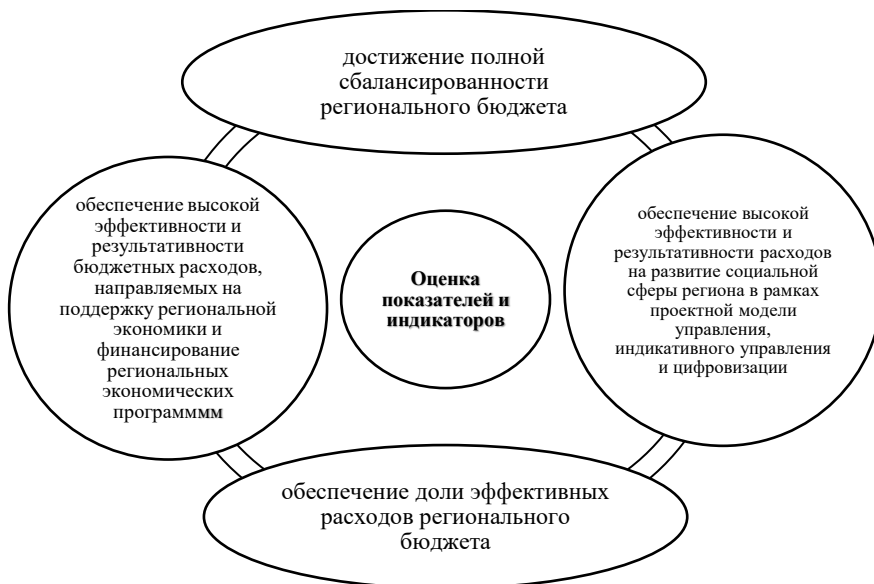 достижение полной
сбалансированности
регионального бюджета
обеспечение высокой
эффективности и
результативности
бюджетных расходов,
направляемых на
поддержку региональной
экономики и
финансирование
региональных
экономических
программмм
Оценка
показателей и
индикаторов
обеспечение высокой
эффективности и
результативности расходов
на развитие социальной
сферы региона в рамках
проектной модели
управления,
индикативного управления
и цифровизации
обеспечение доли эффективных
расходов регионального
бюджета